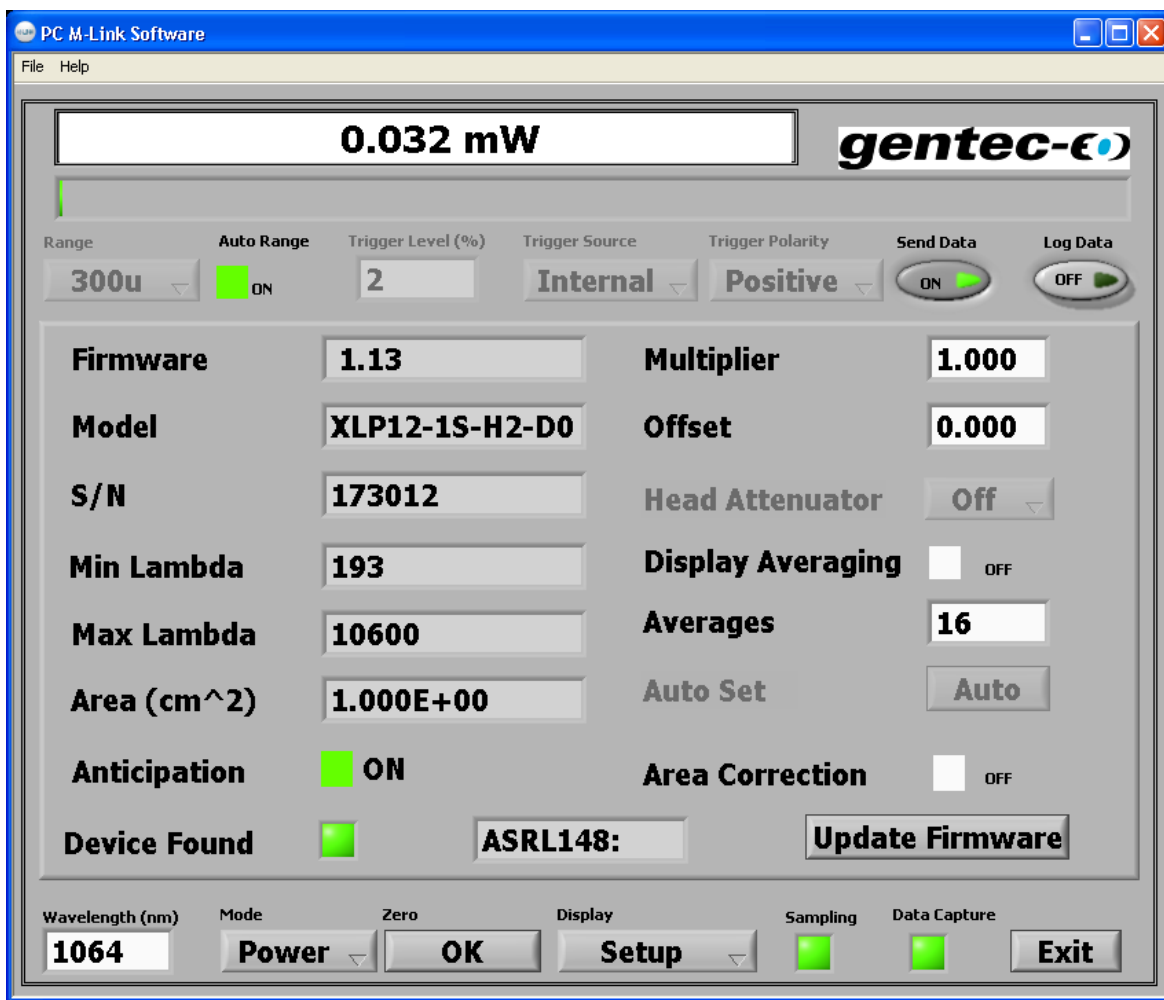 PC M-Link Software
File Help
0.032 mW
gentec-eo
Range Auto Range Trigger Level (%) Trigger Source Trigger Polarity Send Data Log Data
300u ON 2 Internal Positive ON OFF
Firmware 1.13 Multiplier 1.000
Model XLP12-1S-H2-D0 Offset 0.000
S/N 173012 Head Attenuator Off
Min Lambda 193 Display Averaging OFF
Max Lambda 10600 Averages 16
Area (cm^2) 1.000E+00 Auto Set Auto
Anticipation ON Area Correction OFF
Device Found ASRL148: Update Firmware
Wavelength (nm) Mode Zero Display Sampling Data Capture
1064 Power OK Setup Exit